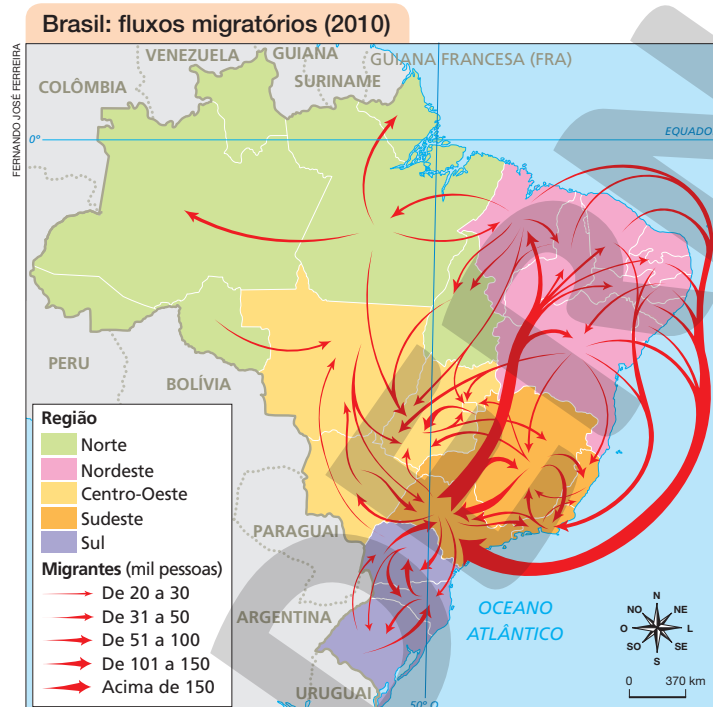 Brasil: fluxos migratórios (2010)
FERNANDO JOSÉ FERREIRA
VENEZUELA
GUIANA
GUIANA FRANCESA (FRA)
SURINAME
COLÔMBIA
0°
EQUADO
PERU
BOLÍVIA
PARAGUAI
ARGENTINA
URUGUAI
50° O
OCEANO
ATLÂNTICO
Região
Norte
Nordeste
Centro-Oeste
Sudeste
Sul
Migrantes (mil pessoas)
De 20 a 30
De 31 a 50
De 51 a 100
De 101 a 150
Acima de 150
N
NO
NE
O
L
SO
SE
S
0 370 km